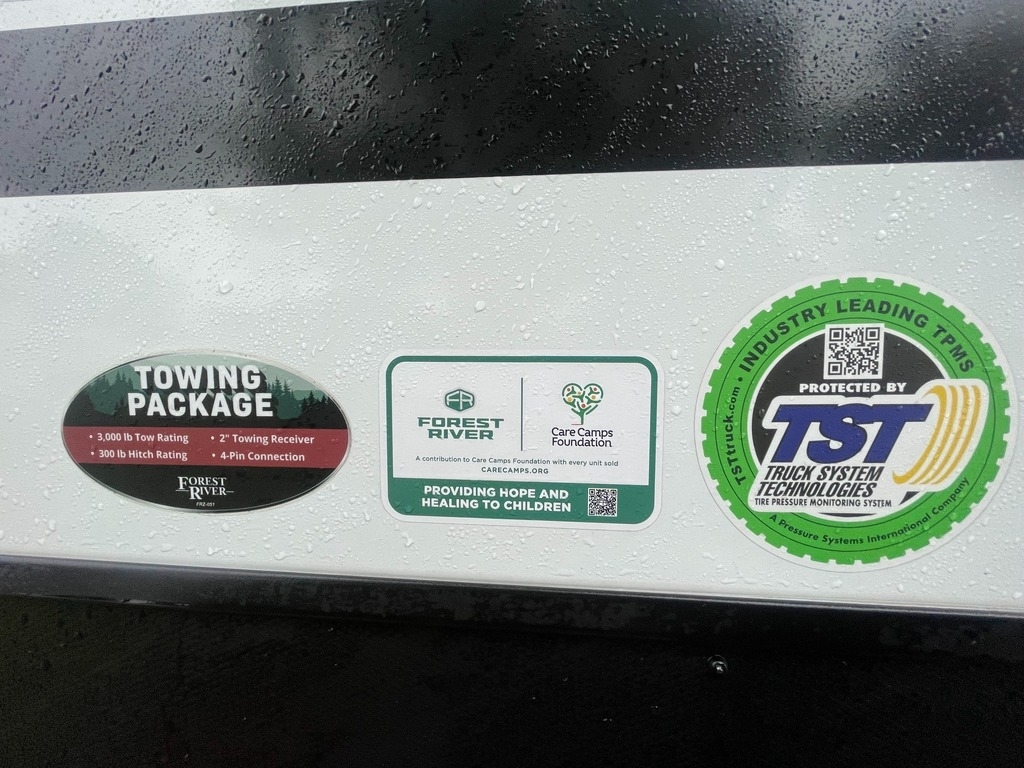 TOWING
PACKAGE
• 3,000 lb Tow Rating • 2" Towing Receiver
• 300 lb Hitch Rating • 4-Pin Connection
FOREST
RIVER
FRZ-051
FR
FOREST
RIVER
Care Camps
Foundation
A contribution to Care Camps Foundation with every unit sold
CARECAMPS.ORG
PROVIDING HOPE AND
HEALING TO CHILDREN
TSTtruck.com • INDUSTRY LEADING TPMS
PROTECTED BY
TST
TRUCK SYSTEM
TECHNOLOGIES
TIRE PRESSURE MONITORING SYSTEM
A Pressure Systems International Company